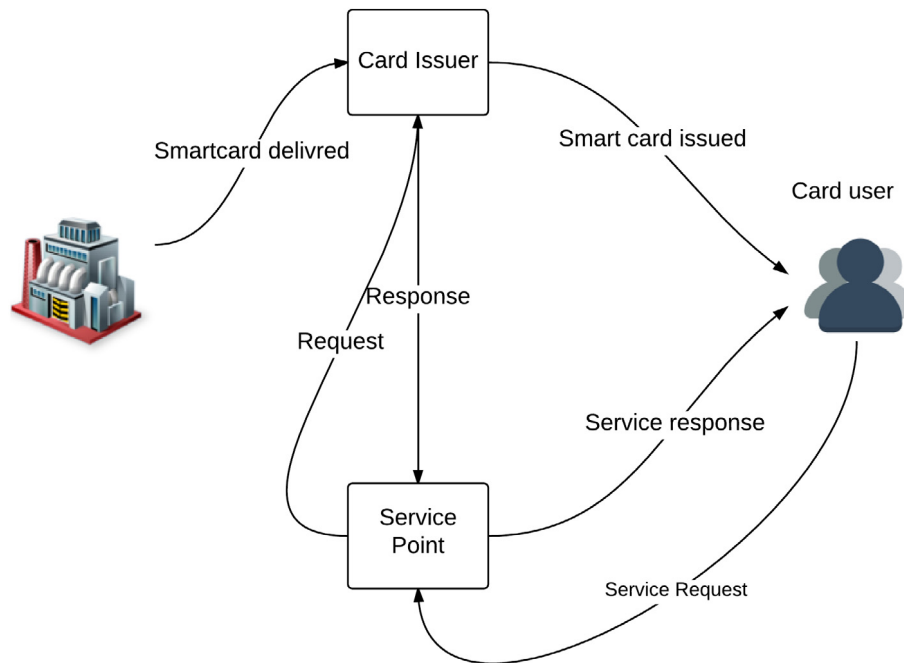 Card Issuer
Smartcard delivred
Smart card issued
Card user
Response
Request
Service response
Service
Point
Service Request